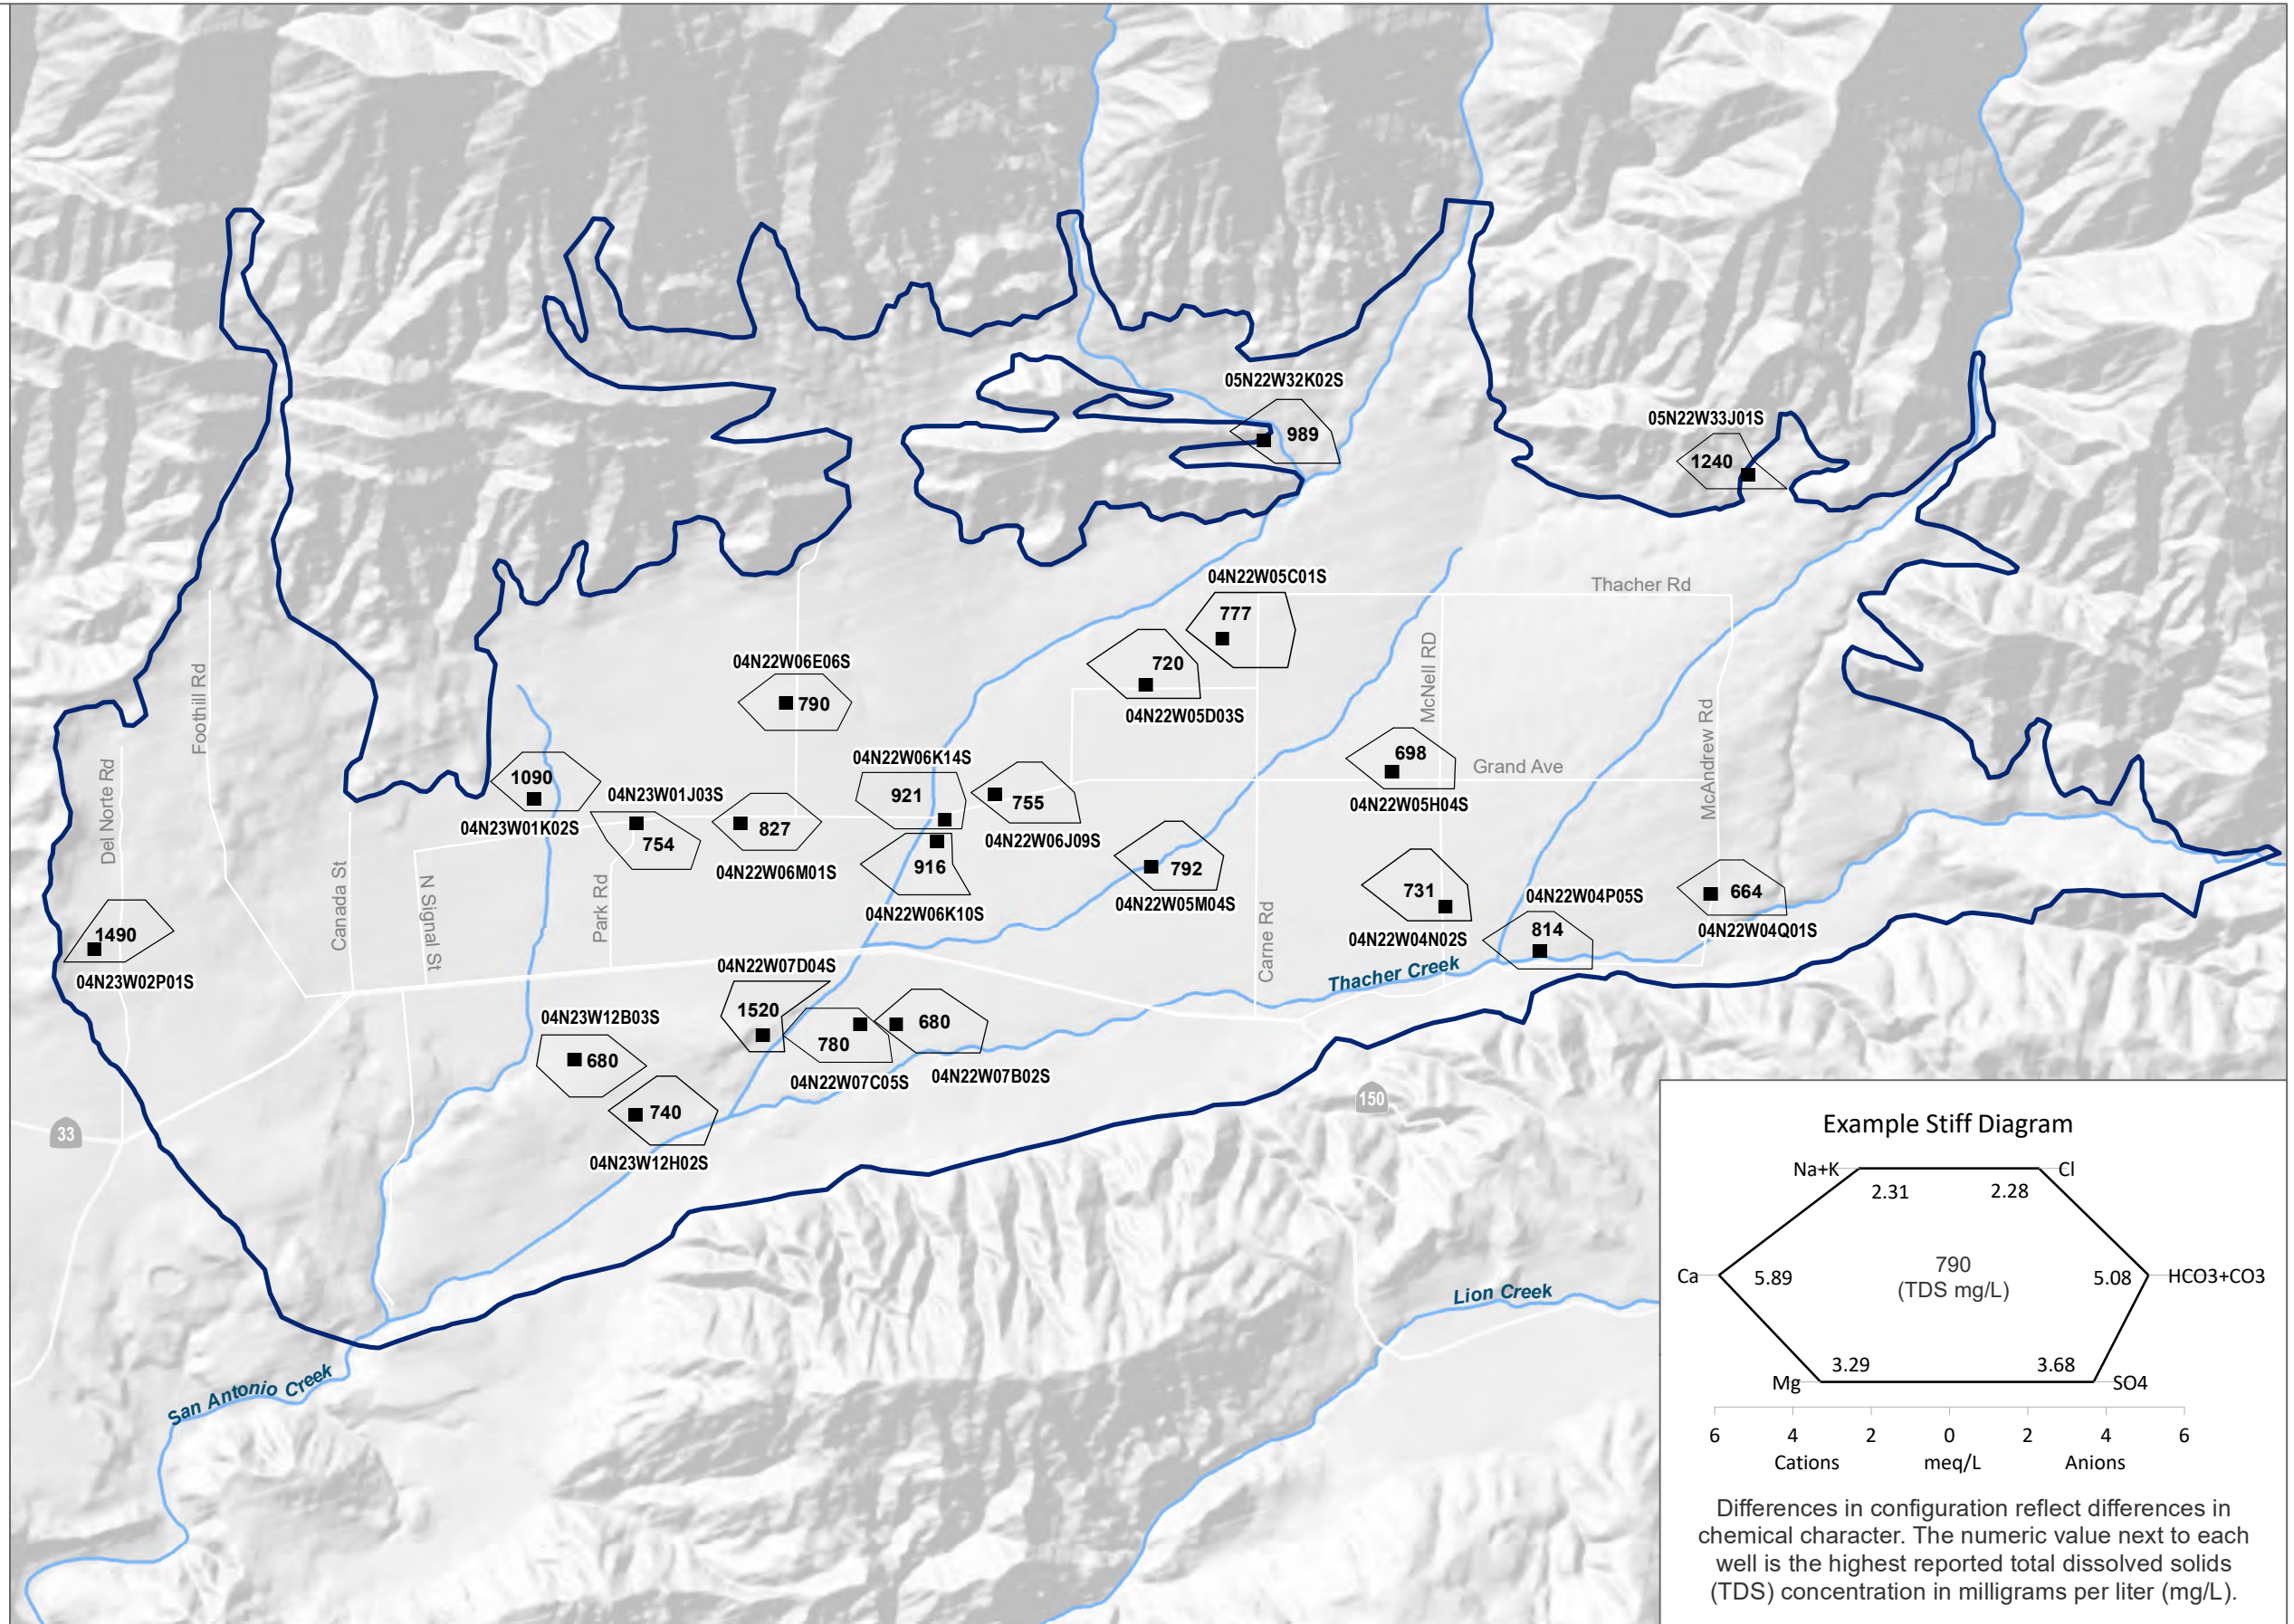 05N22W32K02S
989
05N22W33J01S
1240
04N22W05C01S
777
Thacher Rd
04N22W06E06S
790
720
04N22W05D03S
Foothill Rd
McNell RD
McAndrew Rd
04N22W06K14S
921
698
Grand Ave
04N22W05H04S
1090
04N23W01K02S
04N23W01J03S
754
827
04N22W06M01S
755
04N22W06J09S
916
04N22W06K10S
792
04N22W05M04S
Del Norte Rd
Canada St
N Signal St
Park Rd
Carne Rd
731
04N22W04N02S
04N22W04P05S
814
664
04N22W04Q01S
1490
04N23W02P01S
Thacher Creek
04N22W07D04S
1520
780
04N22W07C05S
680
04N22W07B02S
04N23W12B03S
680
740
04N23W12H02S
33
150
San Antonio Creek
Lion Creek
Example Stiff Diagram
Na+K
Cl
2.31
2.28
Ca
5.89
790
(TDS mg/L)
5.08
HCO3+CO3
3.29
3.68
Mg
SO4
6 4 2 0 2 4 6
Cations meq/L Anions
Differences in configuration reflect differences in
chemical character. The numeric value next to each
well is the highest reported total dissolved solids
(TDS) concentration in milligrams per liter (mg/L).